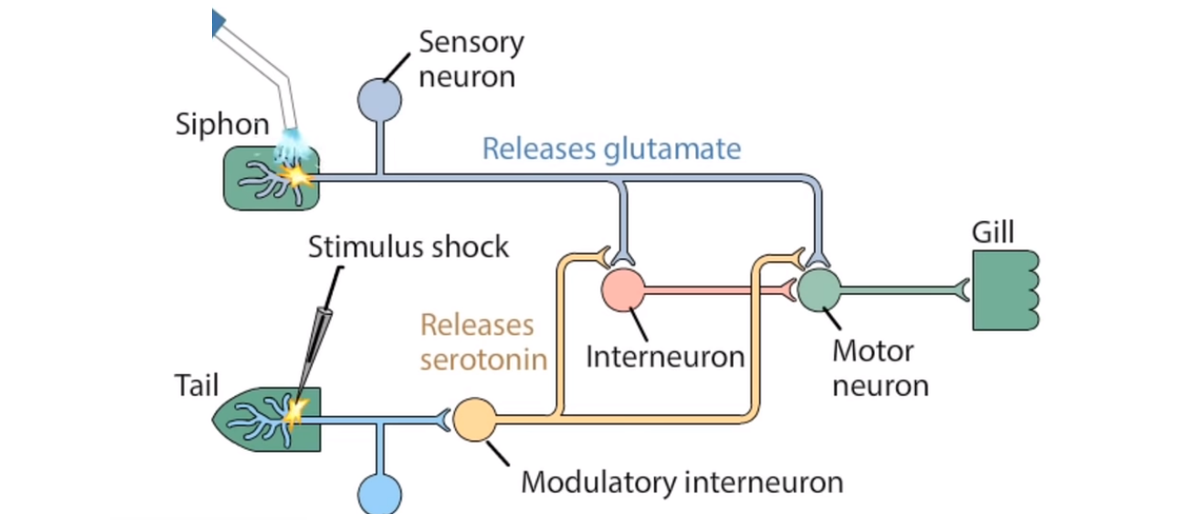 Sensory
neuron
Siphon
Releases glutamate
Gill
Stimulus shock
Releases
serotonin
Interneuron
Motor
neuron
Tail
Modulatory interneuron